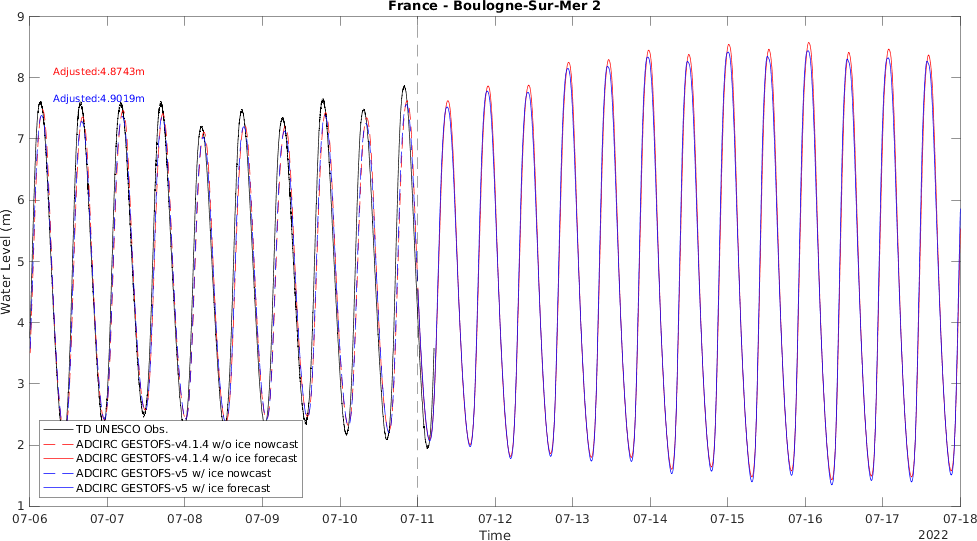 France - Boulogne-Sur-Mer 2
9
8
7
6
5
4
3
2
1
Water Level (m)
Adjusted:4.8743m
Adjusted:4.9019m
TD UNESCO Obs.
ADCIRC GESTOFS-v4.1.4 w/o ice nowcast
ADCIRC GESTOFS-v4.1.4 w/o ice forecast
ADCIRC GESTOFS-v5 w/ ice nowcast
ADCIRC GESTOFS-v5 w/ ice forecast
07-06 07-07 07-08 07-09 07-10 07-11 07-12 07-13 07-14 07-15 07-16 07-17 07-18
Time
2022